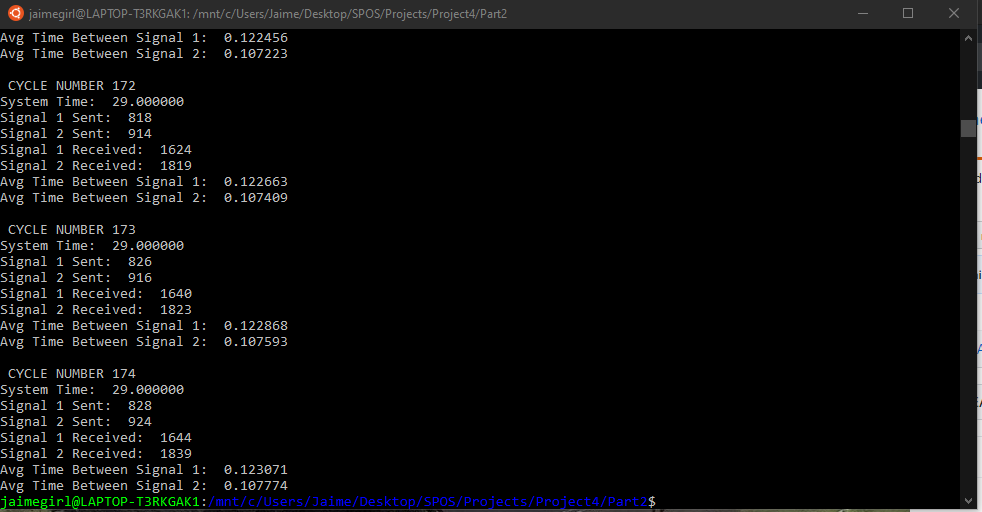 jaimegirl@LAPTOP-T3RKGAK1: /mnt/c/Users/Jaime/Desktop/SPOS/Projects/Project4/Part2
Avg Time Between Signal 1:  0.122456
Avg Time Between Signal 2:  0.107223
CYCLE NUMBER 172
System Time:  29.000000
Signal 1 Sent:  818
Signal 2 Sent:  914
Signal 1 Received:  1624
Signal 2 Received:  1819
Avg Time Between Signal 1:  0.122663
Avg Time Between Signal 2:  0.107409
CYCLE NUMBER 173
System Time:  29.000000
Signal 1 Sent:  826
Signal 2 Sent:  916
Signal 1 Received:  1640
Signal 2 Received:  1823
Avg Time Between Signal 1:  0.122868
Avg Time Between Signal 2:  0.107593
CYCLE NUMBER 174
System Time:  29.000000
Signal 1 Sent:  828
Signal 2 Sent:  924
Signal 1 Received:  1644
Signal 2 Received:  1839
Avg Time Between Signal 1:  0.123071
Avg Time Between Signal 2:  0.107774
jaimegirl@LAPTOP-T3RKGAK1:/mnt/c/Users/Jaime/Desktop/SPOS/Projects/Project4/Part2$